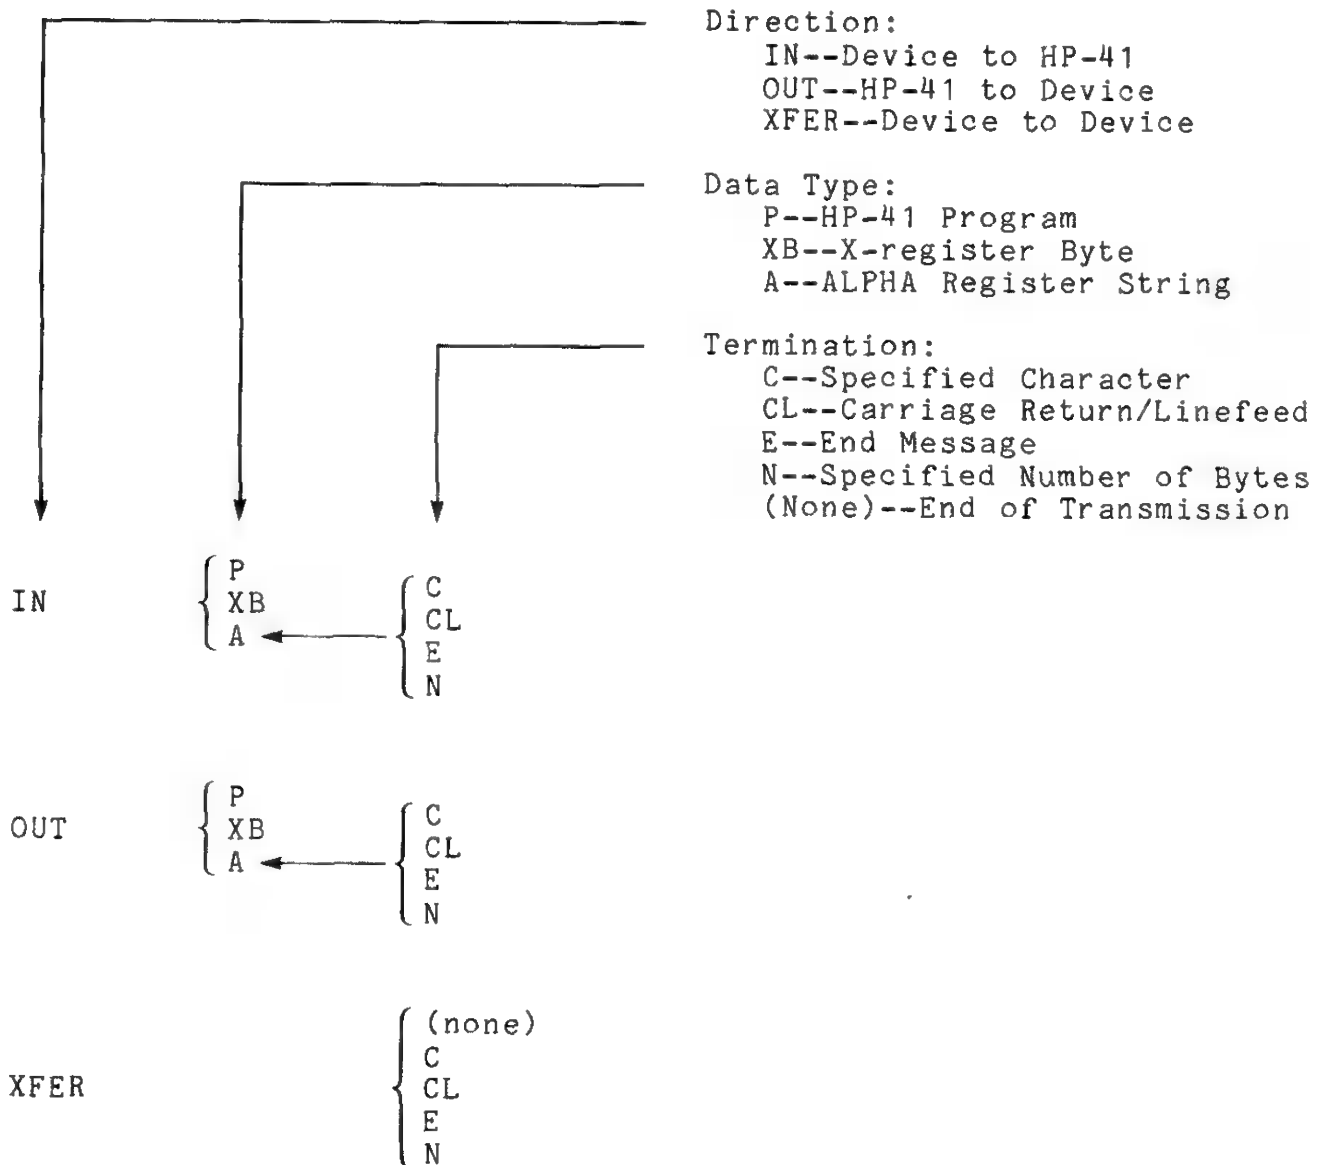 Direction:
IN--Device to HP-41
OUT--HP-41 to Device
XFER--Device to Device
Data Type:
P--HP-41 Program
XB--X-register Byte
A--ALPHA Register String
Termination:
C--Specified Character
CL--Carriage Return/Linefeed
E--End Message
N--Specified Number of Bytes
(None)--End of Transmission
IN
P
XB
A
C
CL
E
N
OUT
P
XB
A
C
CL
E
N
XFER
(none)
C
CL
E
N